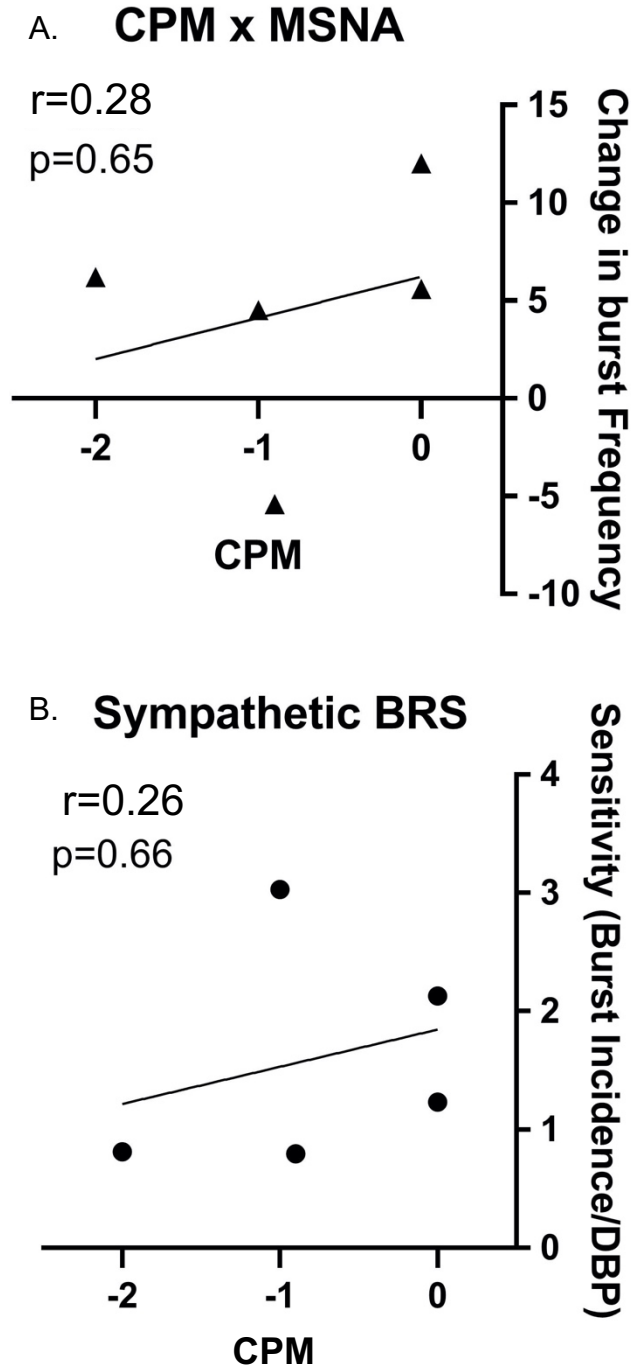 A.
CPM x MSNA
r=0.28
p=0.65
15
10
5
0
-5
-10
-2
-1
0
CPM
Change in burst Frequency
B.
Sympathetic BRS
r=0.26
p=0.66
4
3
2
1
0
-2
-1
0
CPM
Sensitivity (Burst Incidence/DBP)